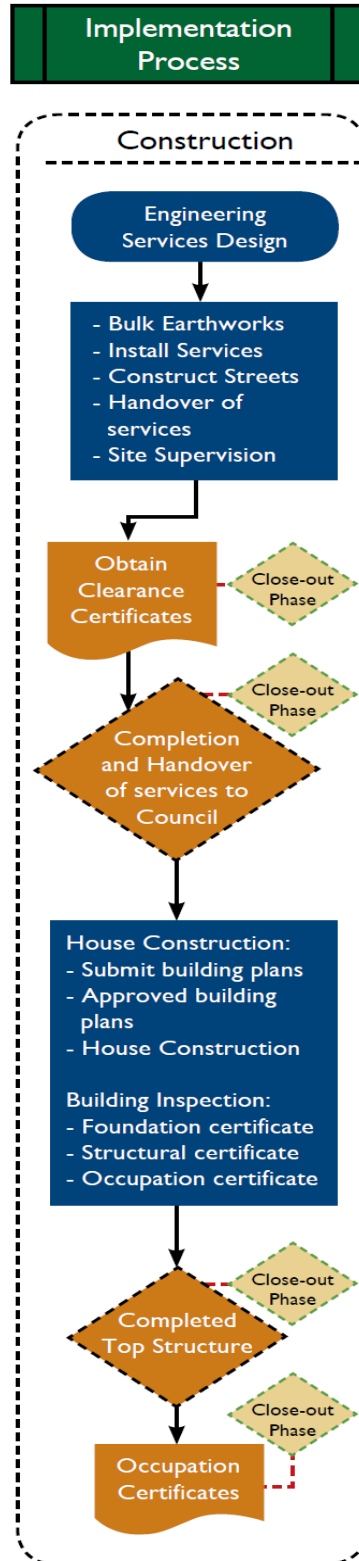 Implementation
Process
Construction
Engineering
Services Design
- Bulk Earthworks
- Install Services
- Construct Streets
- Handover of
services
- Site Supervision
Obtain
Clearance
Certificates
Close-out
Phase
Close-out
Phase
Completion
and Handover
of services to
Council
House Construction:
- Submit building plans
- Approved building
plans
- House Construction
Building Inspection:
- Foundation certificate
- Structural certificate
- Occupation certificate
Close-out
Phase
Completed
Top Structure
Close-out
Phase
Occupation
Certificates